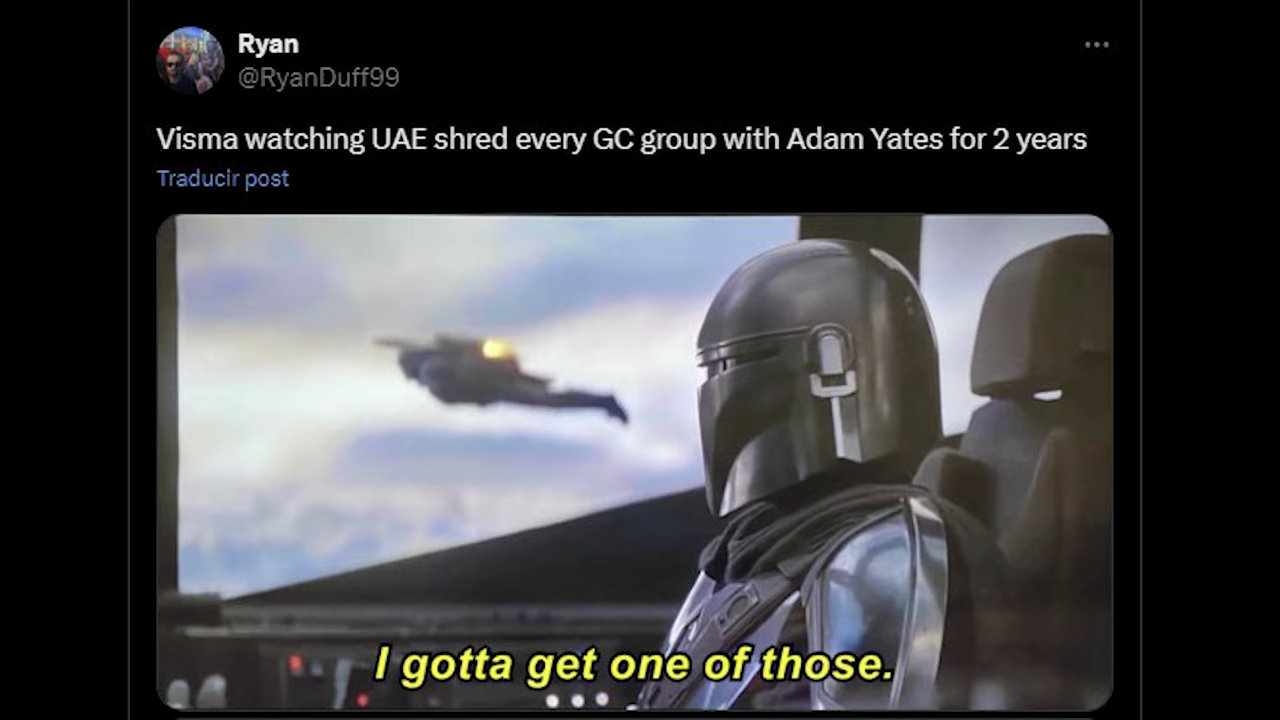 Ryan
@RyanDuff99
Visma watching UAE shred every GC group with Adam Yates for 2 years
Traducir post
I gotta get one of those.